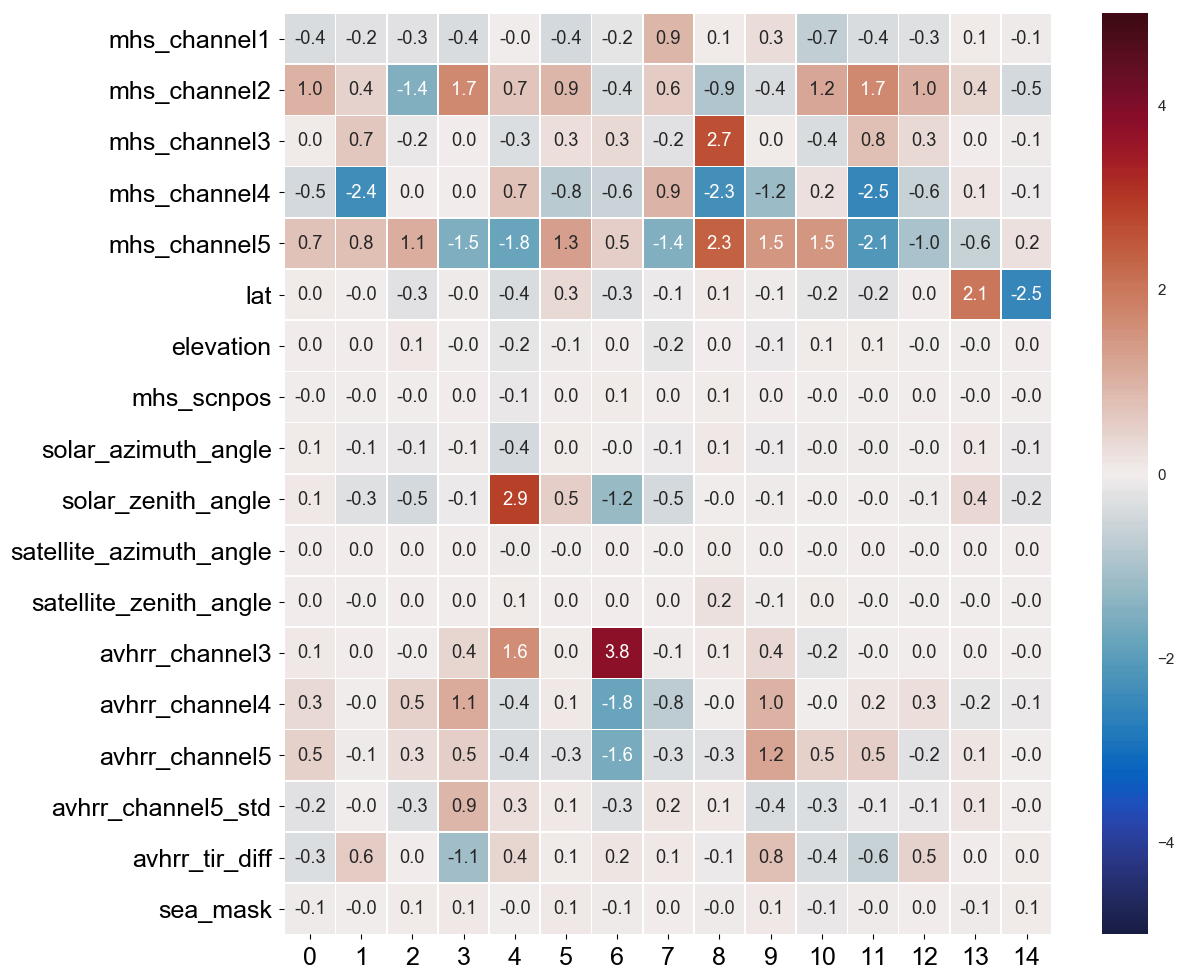 mhs_channel1 -0.4 -0.2 -0.3 -0.4 -0.0 -0.4 -0.2 0.9 0.1 0.3 -0.7 -0.4 -0.3 0.1 -0.1
mhs_channel2 1.0 0.4 -1.4 1.7 0.7 0.9 -0.4 0.6 -0.9 -0.4 1.2 1.7 1.0 0.4 -0.5
4
mhs_channel3 0.0 0.7 -0.2 0.0 -0.3 0.3 0.3 -0.2 2.7 0.0 -0.4 0.8 0.3 0.0 -0.1
mhs_channel4 -0.5 -2.4 0.0 0.0 0.7 -0.8 -0.6 0.9 -2.3 -1.2 0.2 -2.5 -0.6 0.1 -0.1
mhs_channel5 0.7 0.8 1.1 -1.5 -1.8 1.3 0.5 -1.4 2.3 1.5 1.5 -2.1 -1.0 -0.6 0.2
lat 0.0 -0.0 -0.3 -0.0 -0.4 0.3 -0.3 -0.1 0.1 -0.1 -0.2 -0.2 0.0 2.1 -2.5
2
elevation 0.0 0.0 0.1 -0.0 -0.2 -0.1 0.0 -0.2 0.0 -0.1 0.1 0.1 -0.0 -0.0 0.0
mhs_scnpos -0.0 -0.0 -0.0 0.0 -0.1 0.0 0.1 0.0 0.1 0.0 -0.0 -0.0 0.0 -0.0 -0.0
solar_azimuth_angle 0.1 -0.1 -0.1 -0.1 -0.4 0.0 -0.0 -0.1 0.1 -0.1 -0.0 -0.0 -0.0 0.1 -0.1
0
solar_zenith_angle 0.1 -0.3 -0.5 -0.1 2.9 0.5 -1.2 -0.5 -0.0 -0.1 -0.0 -0.0 -0.1 0.4 -0.2
satellite_azimuth_angle 0.0 0.0 0.0 0.0 -0.0 -0.0 0.0 -0.0 0.0 0.0 -0.0 0.0 -0.0 0.0 0.0
satellite_zenith_angle 0.0 -0.0 0.0 0.0 0.1 0.0 0.0 0.0 0.2 -0.1 0.0 -0.0 -0.0 -0.0 -0.0
avhrr_channel3 0.1 0.0 -0.0 0.4 1.6 0.0 3.8 -0.1 0.1 0.4 -0.2 -0.0 0.0 0.0 -0.0
−2
avhrr_channel4 0.3 -0.0 0.5 1.1 -0.4 0.1 -1.8 -0.8 -0.0 1.0 -0.0 0.2 0.3 -0.2 -0.1
avhrr_channel5 0.5 -0.1 0.3 0.5 -0.4 -0.3 -1.6 -0.3 -0.3 1.2 0.5 0.5 -0.2 0.1 -0.0
avhrr_channel5_std -0.2 -0.0 -0.3 0.9 0.3 0.1 -0.3 0.2 0.1 -0.4 -0.3 -0.1 -0.1 0.1 -0.0
−4
avhrr_tir_diff -0.3 0.6 0.0 -1.1 0.4 0.1 0.2 0.1 -0.1 0.8 -0.4 -0.6 0.5 0.0 0.0
sea_mask -0.1 -0.0 0.1 0.1 -0.0 0.1 -0.1 0.0 -0.0 0.1 -0.1 -0.0 0.0 -0.1 0.1
0 1 2 3 4 5 6 7 8 9 10 11 12 13 14